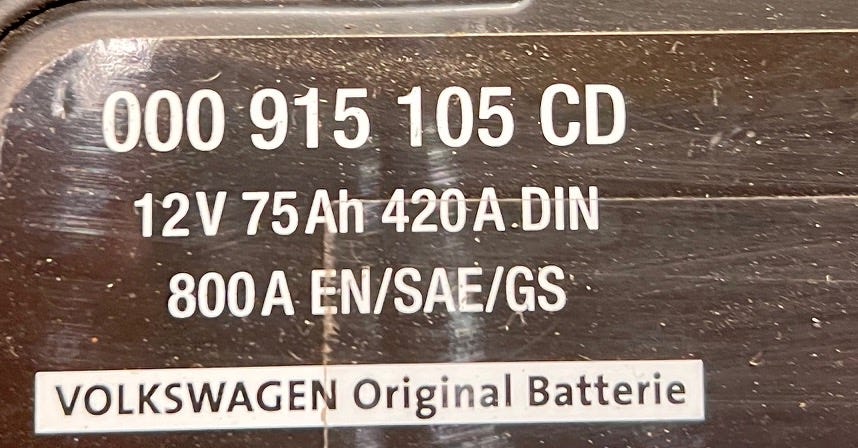 000 915 105 CD
12V 75Ah 420A DIN
800A EN/SAE/GS
VOLKSWAGEN Original Batterie